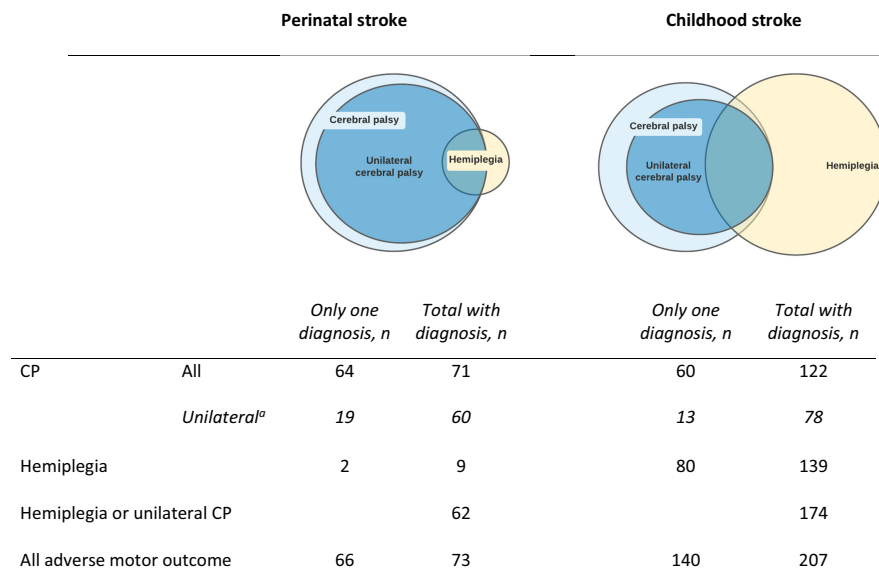 Perinatal stroke Childhood stroke
Cerebral palsy
Unilateral
cerebral palsy
Hemiplegia
Cerebral palsy
Unilateral
cerebral palsy
Hemiplegia
Only one Total with Only one Total with
diagnosis, n diagnosis, n diagnosis, n diagnosis, n
CP All 64 71 60 122
Unilateralᵃ 19 60 13 78
Hemiplegia 2 9 80 139
Hemiplegia or unilateral CP 62 174
All adverse motor outcome 66 73 140 207